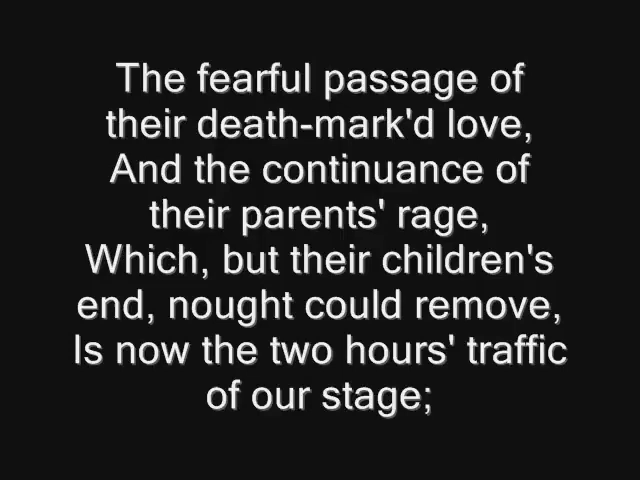 The fearful passage of
their death-mark'd love,
And the continuance of
their parents' rage,
Which, but their children's
end, nought could remove,
Is now the two hours' traffic
of our stage;